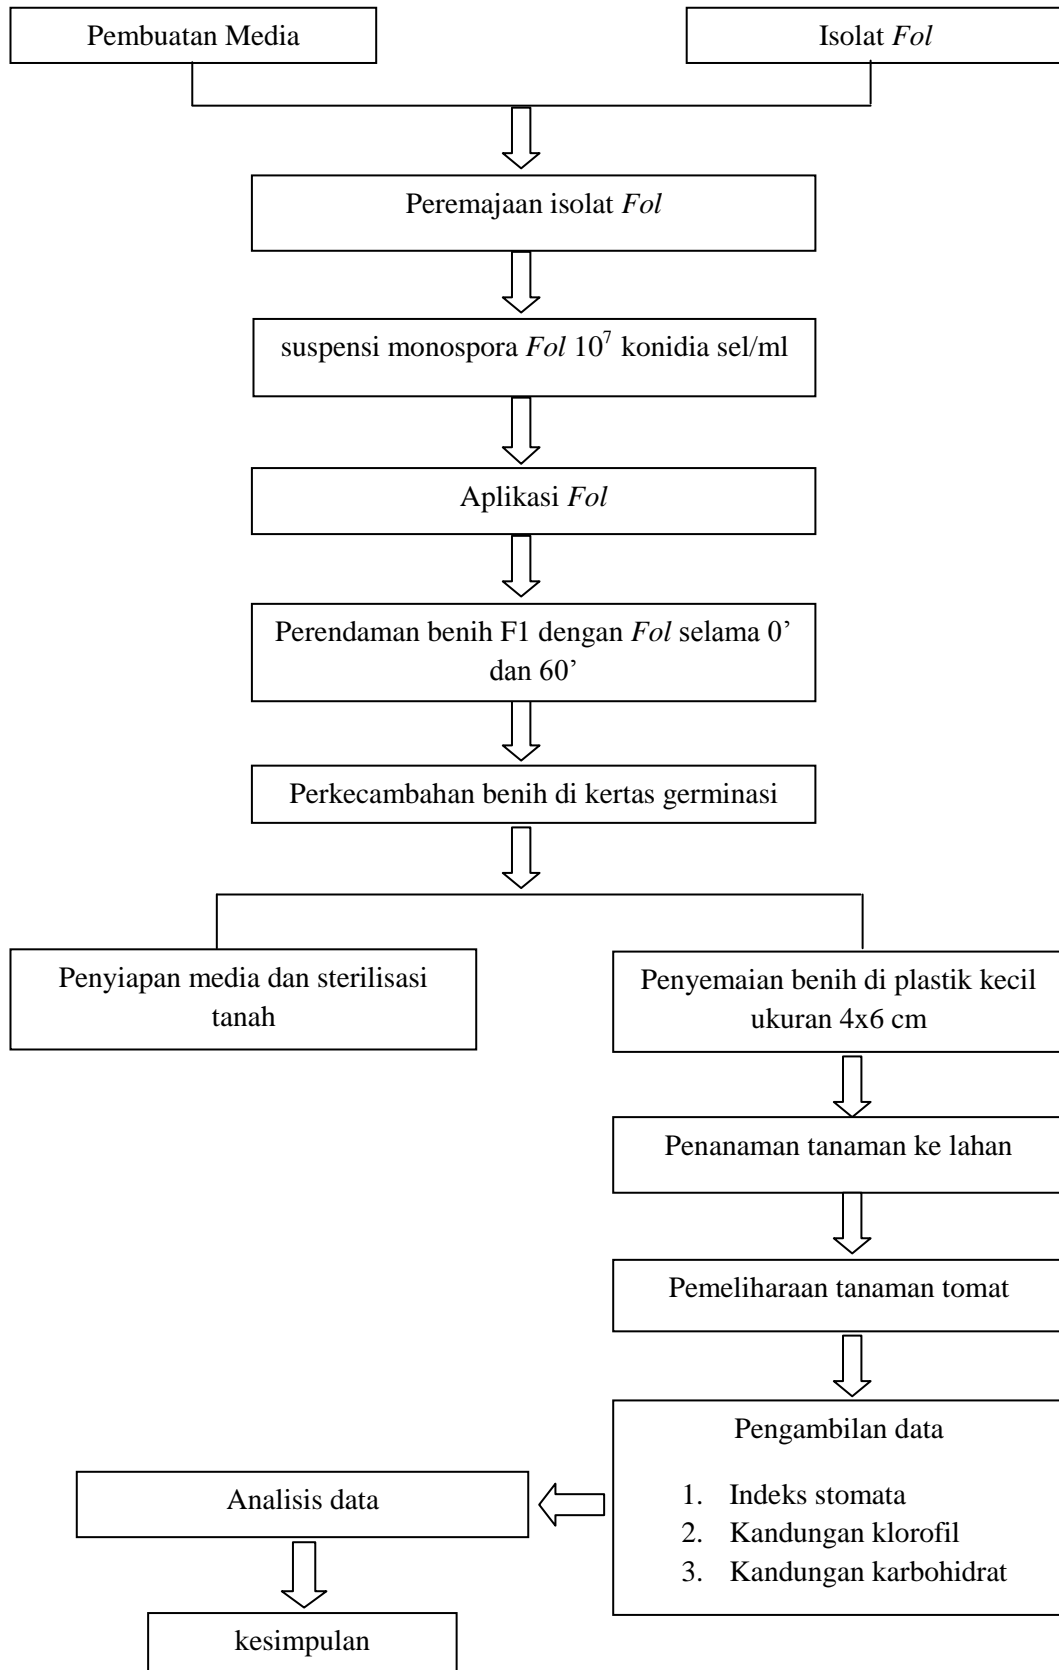 Pembuatan Media
Isolat Fol
Peremajaan isolat Fol
suspensi monospora Fol 10⁷ konidia sel/ml
Aplikasi Fol
Perendaman benih F1 dengan Fol selama 0’
dan 60’
Perkecambahan benih di kertas germinasi
Penyiapan media dan sterilisasi
tanah
Penyemaian benih di plastik kecil
ukuran 4x6 cm
Penanaman tanaman ke lahan
Pemeliharaan tanaman tomat
Pengambilan data
1. Indeks stomata
2. Kandungan klorofil
3. Kandungan karbohidrat
Analisis data
kesimpulan